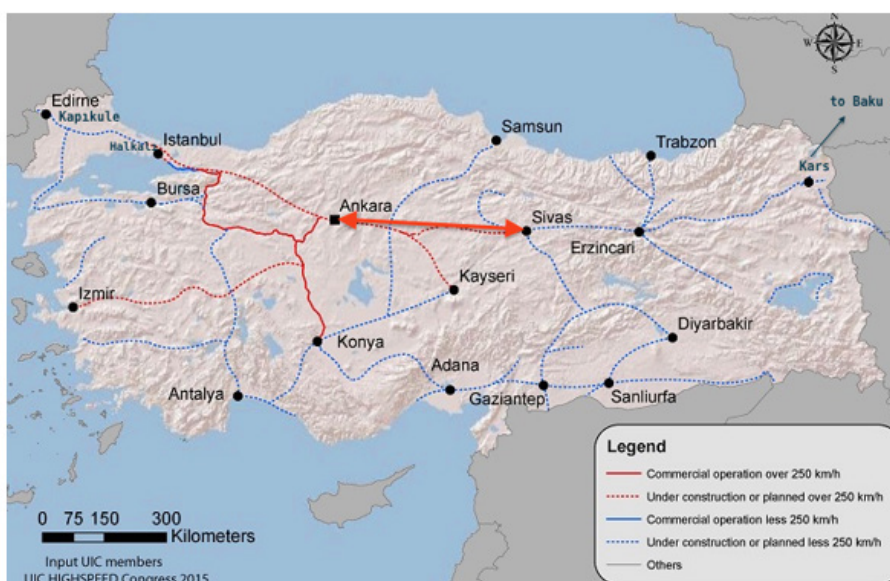 N
W
E
S
to Baku
Edirne
Kapıkule
Istanbul
Samsun
Trabzon
Kars
Bursa
Ankara
Sivas
Erzincari
Kayseri
Izmir
Diyarbakir
Konya
Adana
Antalya
Gaziantep
Sanliurfa
Legend
Commercial operation over 250 km/h
Under construction or planned over 250 km/h
Commercial operation less 250 km/h
Under construction or planned less 250 km/h
Others
0 75 150 300
Kilometers
Input UIC members
UIC HIGHSPEED Congress 2015